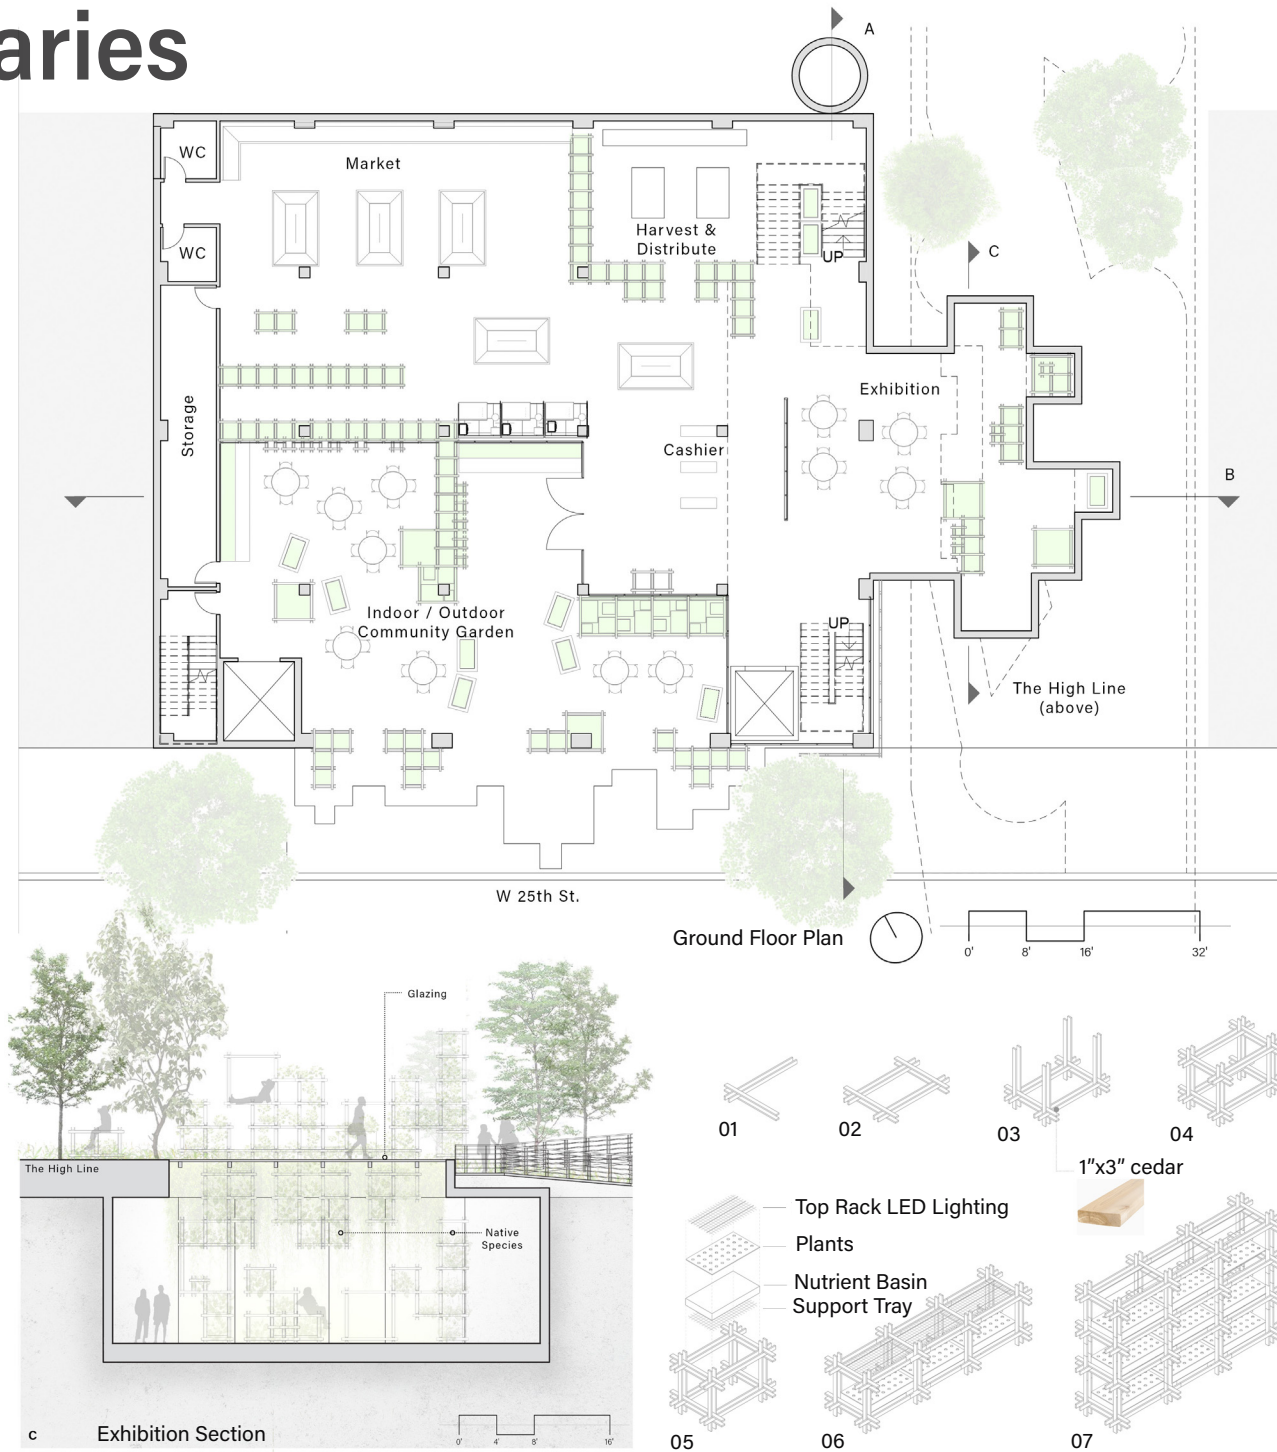 aries
A
WC
Market
Harvest &
Distribute
WC
UP
C
Exhibition
Storage
Cashier
B
Indoor / Outdoor
Community Garden
UP
The High Line
(above)
W 25th St.
Ground Floor Plan
0' 8' 16' 32'
Glazing
The High Line
Native
Species
C Exhibition Section
0' 4' 8' 16'
01 02 03 04
1”x3” cedar
Top Rack LED Lighting
Plants
Nutrient Basin
Support Tray
05 06 07